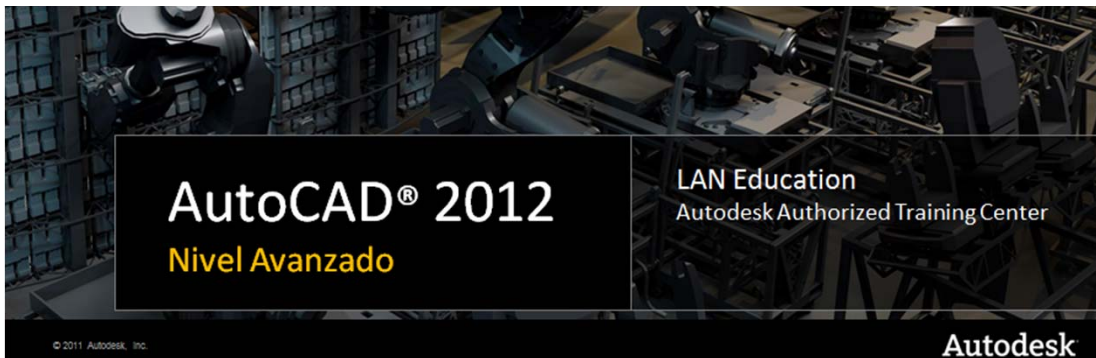 AutoCAD® 2012
Nivel Avanzado
LAN Education
Autodesk Authorized Training Center
© 2011 Autodesk, Inc.
Autodesk